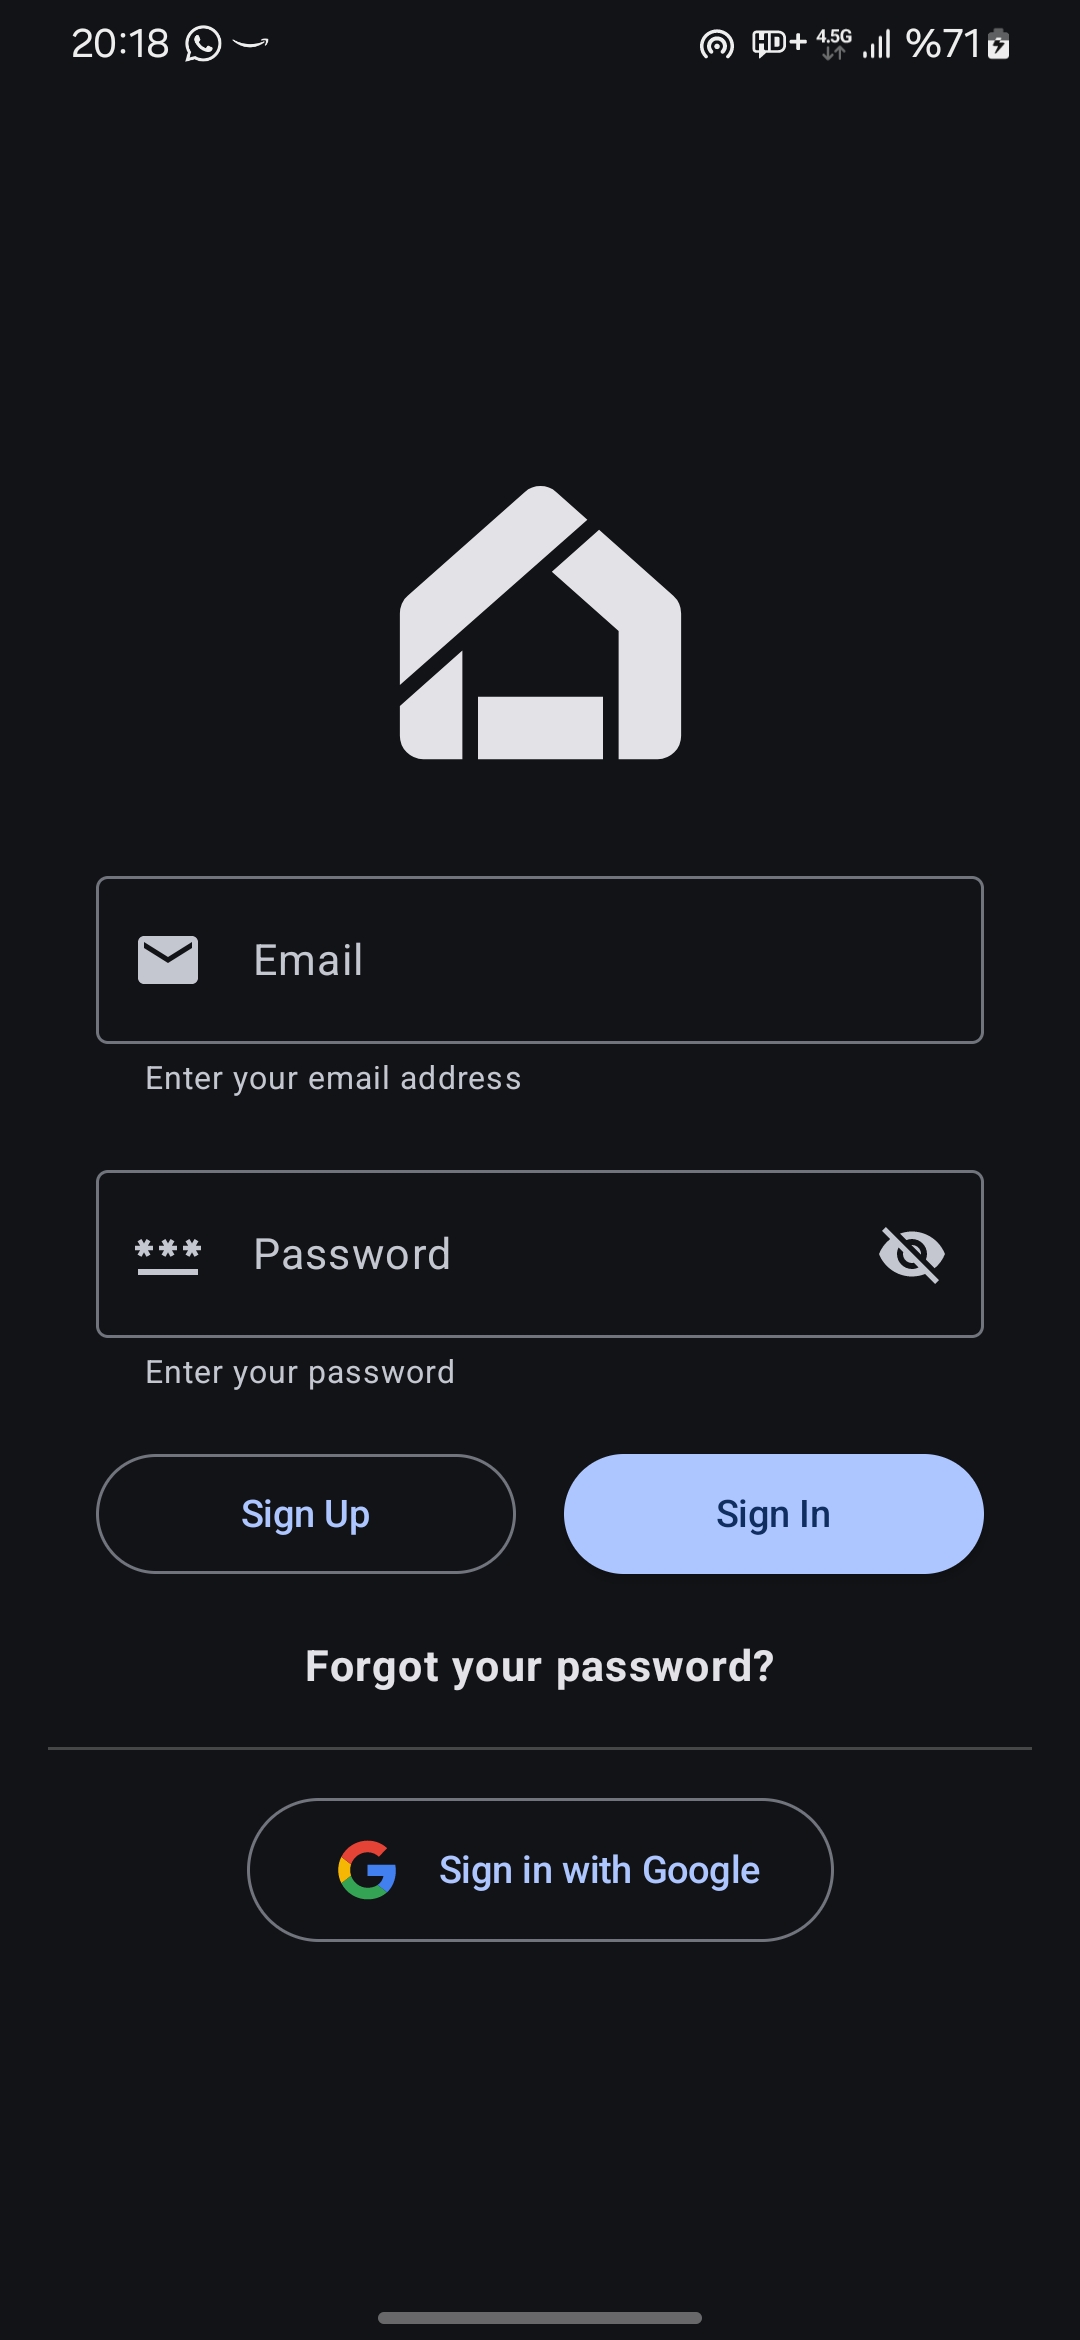 20:18 HD+ 4.5G %71
Email
Enter your email address
*** Password
Enter your password
Sign Up Sign In
Forgot your password?
Sign in with Google